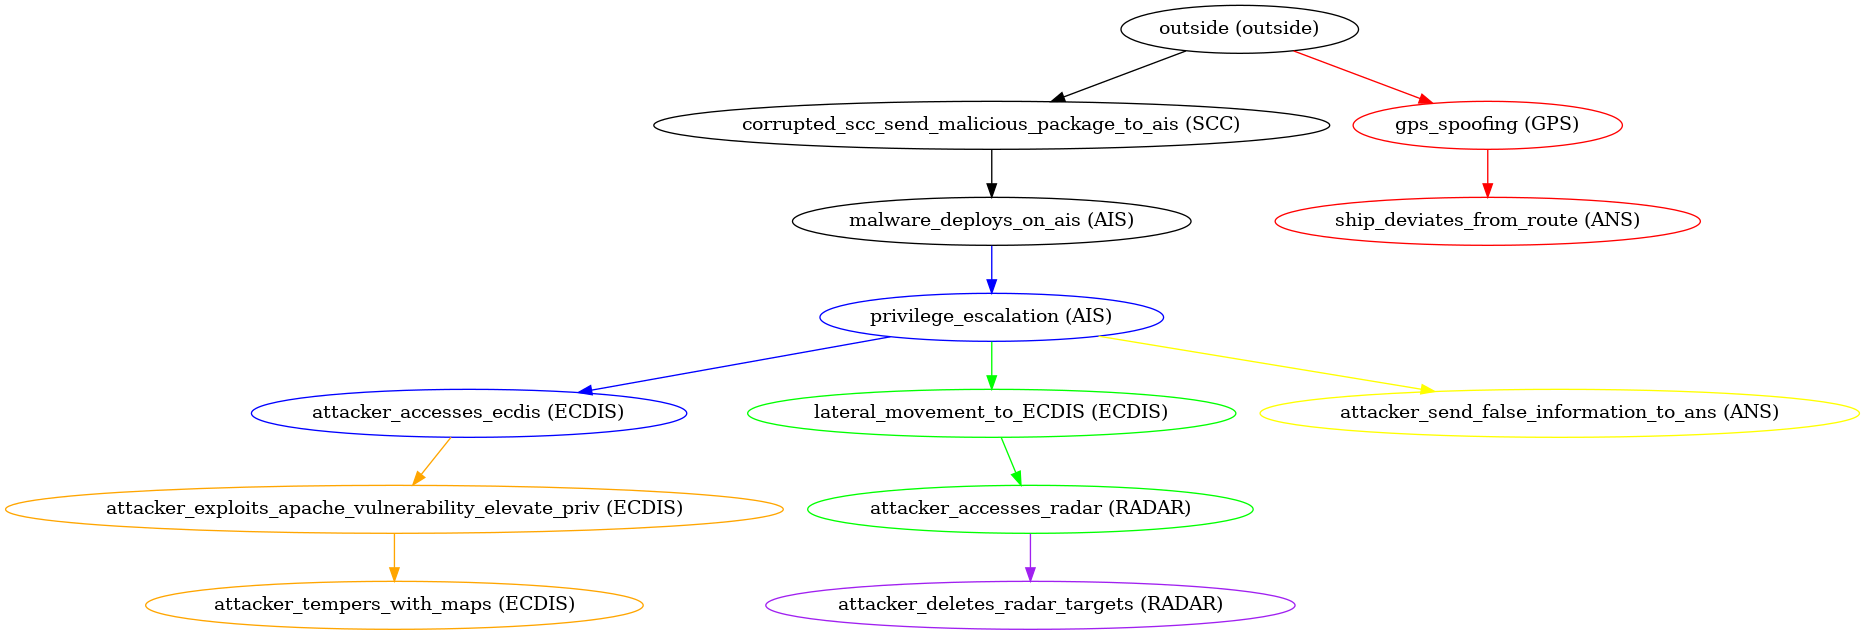 outside (outside)
corrupted_scc_send_malicious_package_to_ais (SCC)
gps_spoofing (GPS)
malware_deploys_on_ais (AIS)
ship_deviates_from_route (ANS)
privilege_escalation (AIS)
attacker_accesses_ecdis (ECDIS)
lateral_movement_to_ECDIS (ECDIS)
attacker_send_false_information_to_ans (ANS)
attacker_exploits_apache_vulnerability_elevate_priv (ECDIS)
attacker_accesses_radar (RADAR)
attacker_tempers_with_maps (ECDIS)
attacker_deletes_radar_targets (RADAR)